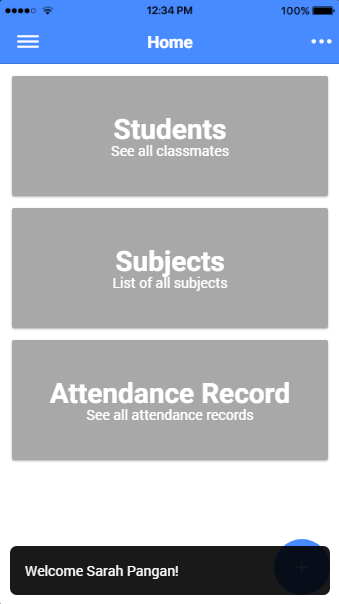 12:34 PM
100%
Home
Students
See all classmates
Subjects
List of all subjects
Attendance Record
See all attendance records
Welcome Sarah Pangan!